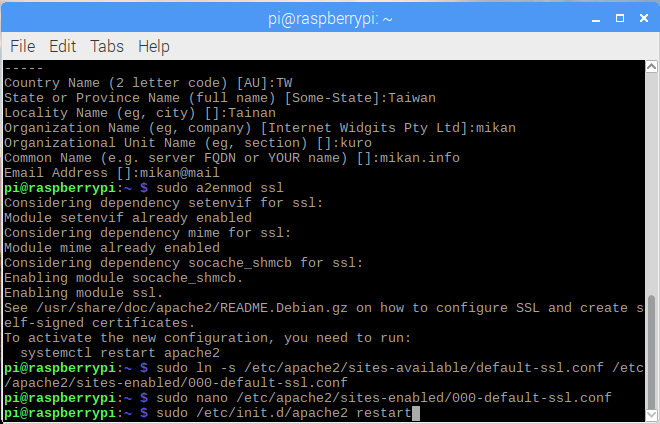 pi@raspberrypi: ~
File Edit Tabs Help
-----
Country Name (2 letter code) [AU]:TW
State or Province Name (full name) [Some-State]:Taiwan
Locality Name (eg, city) []:Tainan
Organization Name (eg, company) [Internet Widgits Pty Ltd]:mikan
Organizational Unit Name (eg, section) []:kuro
Common Name (e.g. server FQDN or YOUR name) []:mikan.info
Email Address []:mikan@mail
pi@raspberrypi:~ $ sudo a2enmod ssl
Considering dependency setenvif for ssl:
Module setenvif already enabled
Considering dependency mime for ssl:
Module mime already enabled
Considering dependency socache_shmcb for ssl:
Enabling module socache_shmcb.
Enabling module ssl.
See /usr/share/doc/apache2/README.Debian.gz on how to configure SSL and create s
elf-signed certificates.
To activate the new configuration, you need to run:
  systemctl restart apache2
pi@raspberrypi:~ $ sudo ln -s /etc/apache2/sites-available/default-ssl.conf /etc
/apache2/sites-enabled/000-default-ssl.conf
pi@raspberrypi:~ $ sudo nano /etc/apache2/sites-enabled/000-default-ssl.conf
pi@raspberrypi:~ $ sudo /etc/init.d/apache2 restart